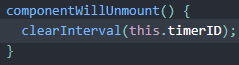 componentWillUnmount() {
  clearInterval(this.timerID);
}